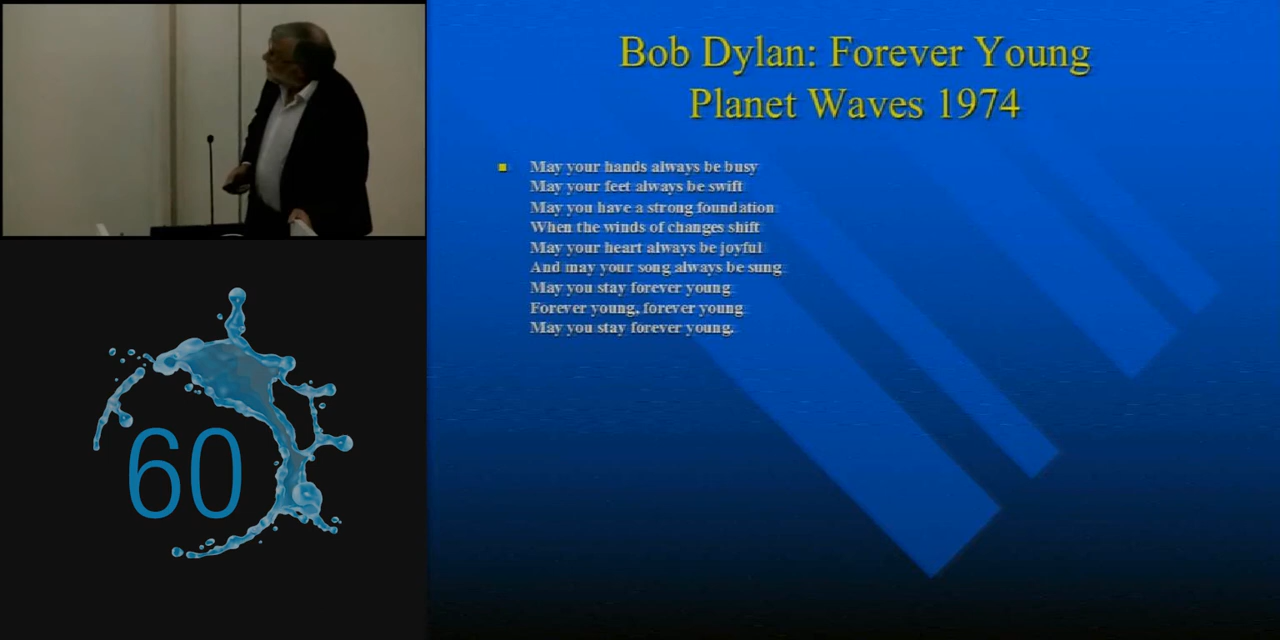 Bob Dylan: Forever Young
Planet Waves 1974
May your hands always be busy
May your feet always be swift
May you have a strong foundation
When the winds of changes shift
May your heart always be joyful
And may your song always be sung
May you stay forever young
Forever young, forever young
May you stay forever young.
60